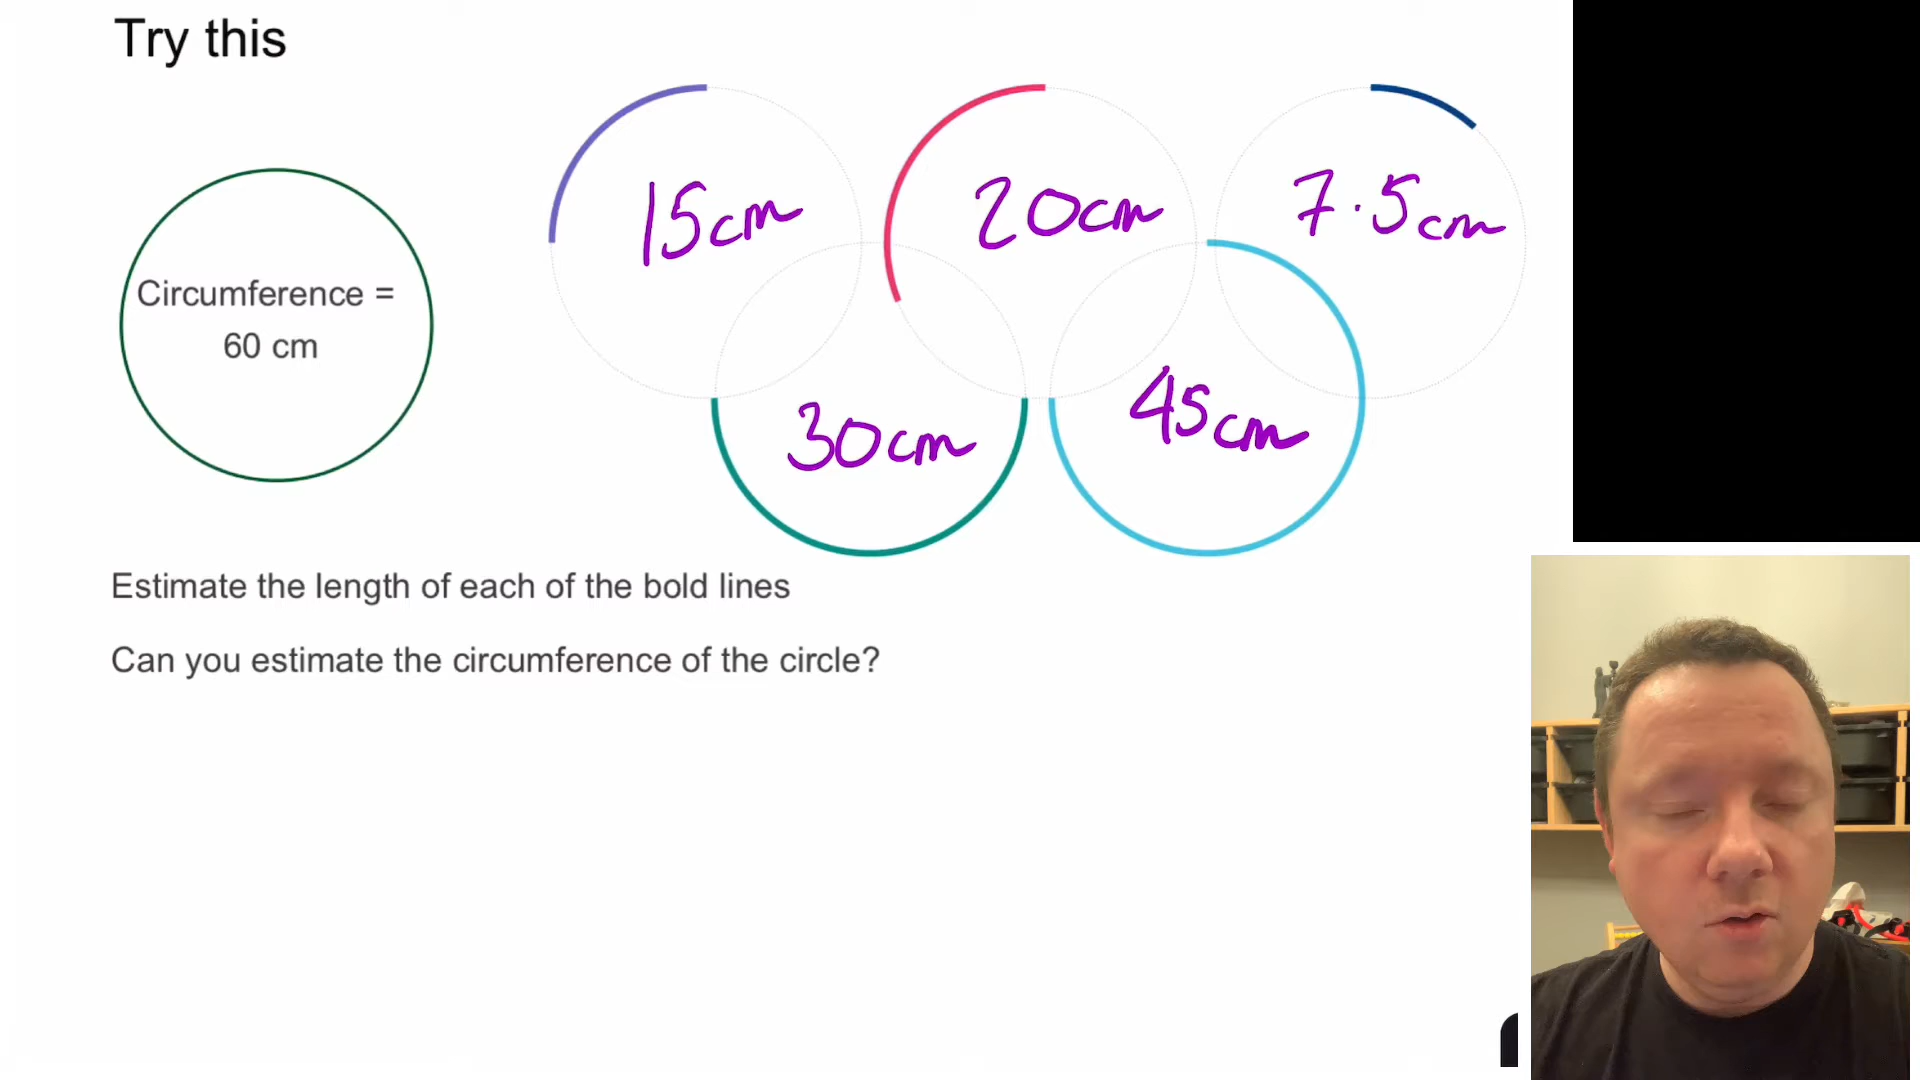 Try this
15cm
20cm
7.5cm
Circumference =
60 cm
30cm
45cm
Estimate the length of each of the bold lines
Can you estimate the circumference of the circle?